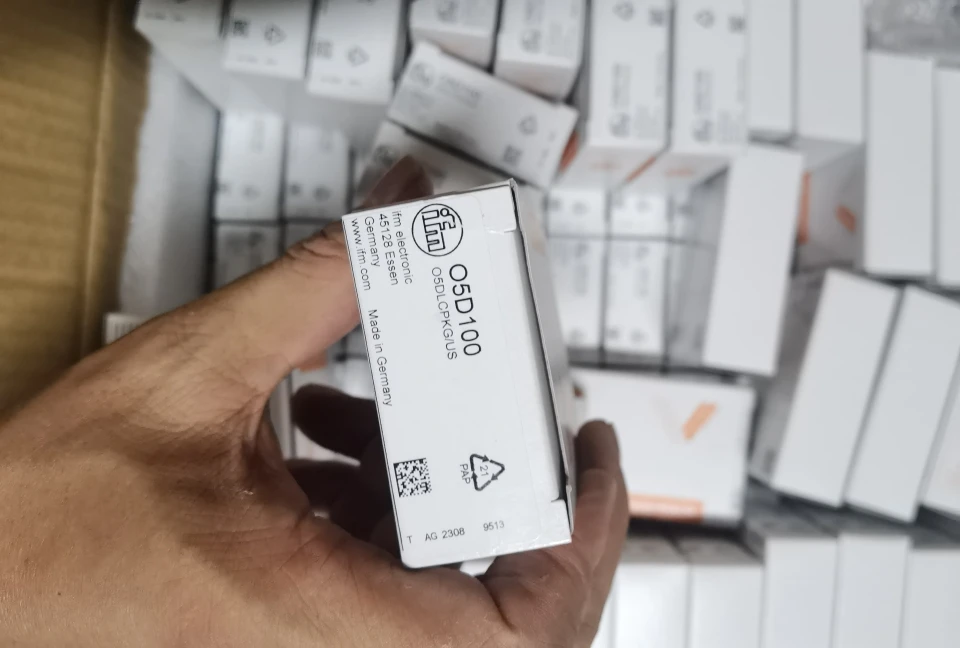 ifm
O5D100
O5DLCPKG/US
ifm electronic
45128 Essen
Germany
www.ifm.com
Made in Germany
21
PAP
T AG 2308 9513